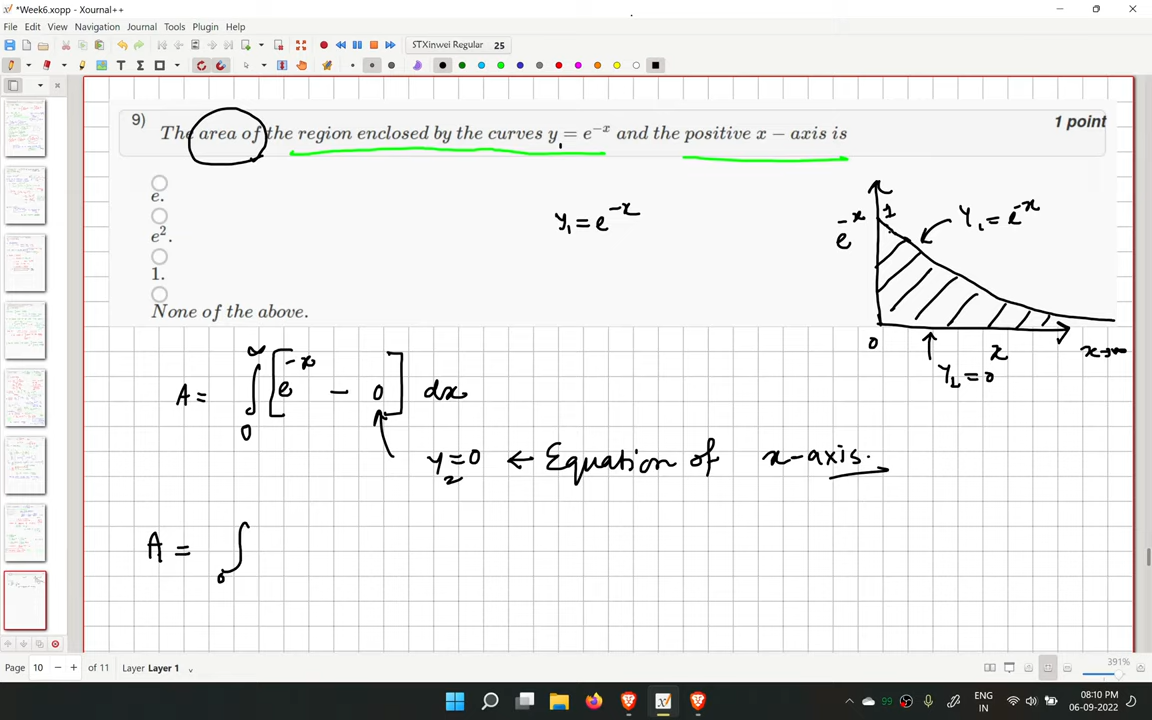 *Week6.xopp - Xournal++
File Edit View Navigation Journal Tools Plugin Help
STXinwei Regular 25
9) The area of the region enclosed by the curves y = e^{-x} and the positive x – axis is
1 point
e.
e².
1.
None of the above.
y₁ = e^{-x}
e^{-x} 1
y₁ = e^{-x}
0 x x→∞
y₂ = 0
A = ∫₀^∞ [e^{-x} - 0] dx
y₂ = 0 ← Equation of x-axis.
A = ∫₀
Page 10 of 11 Layer Layer 1
391%
99
ENG
IN
08:10 PM
06-09-2022